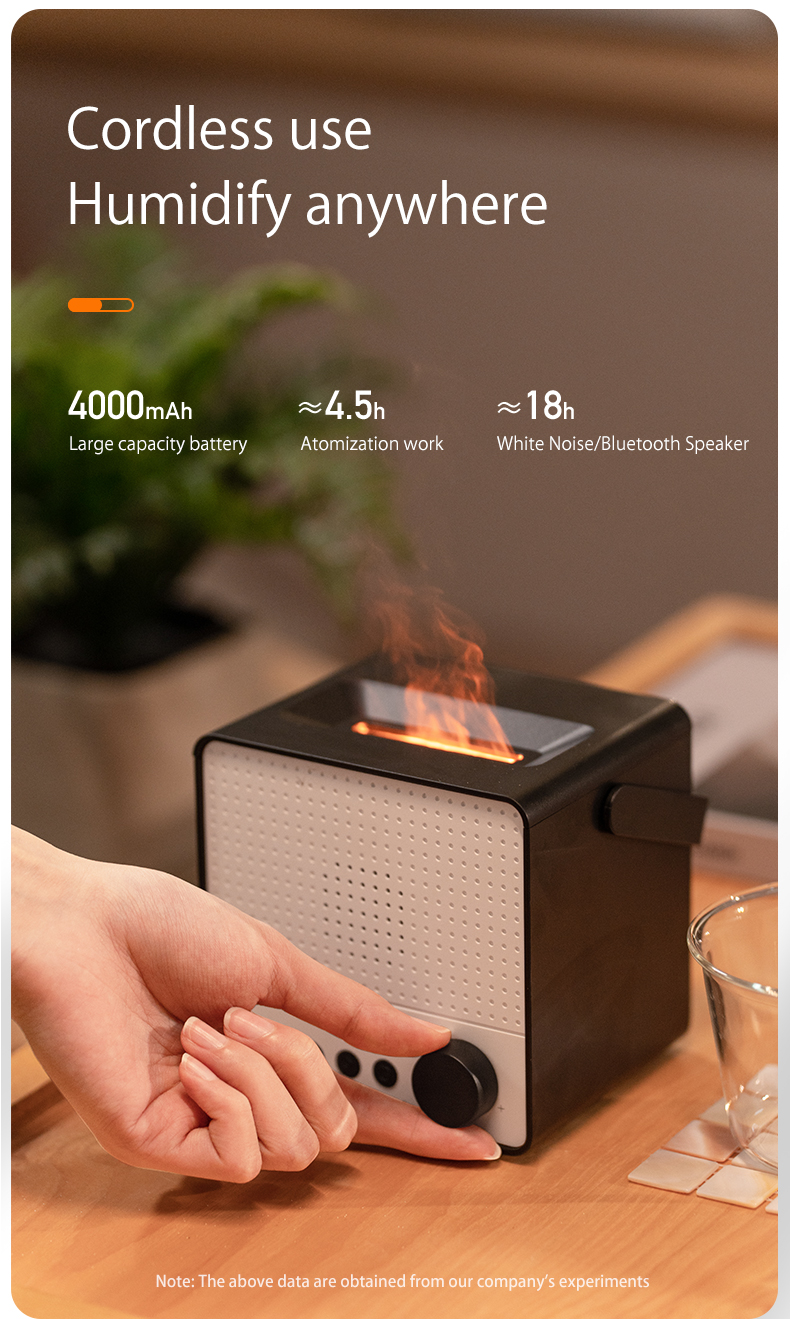 Cordless use
Humidify anywhere
4000mAh
Large capacity battery
≈4.5h
Atomization work
≈18h
White Noise/Bluetooth Speaker
+
Note: The above data are obtained from our company's experiments